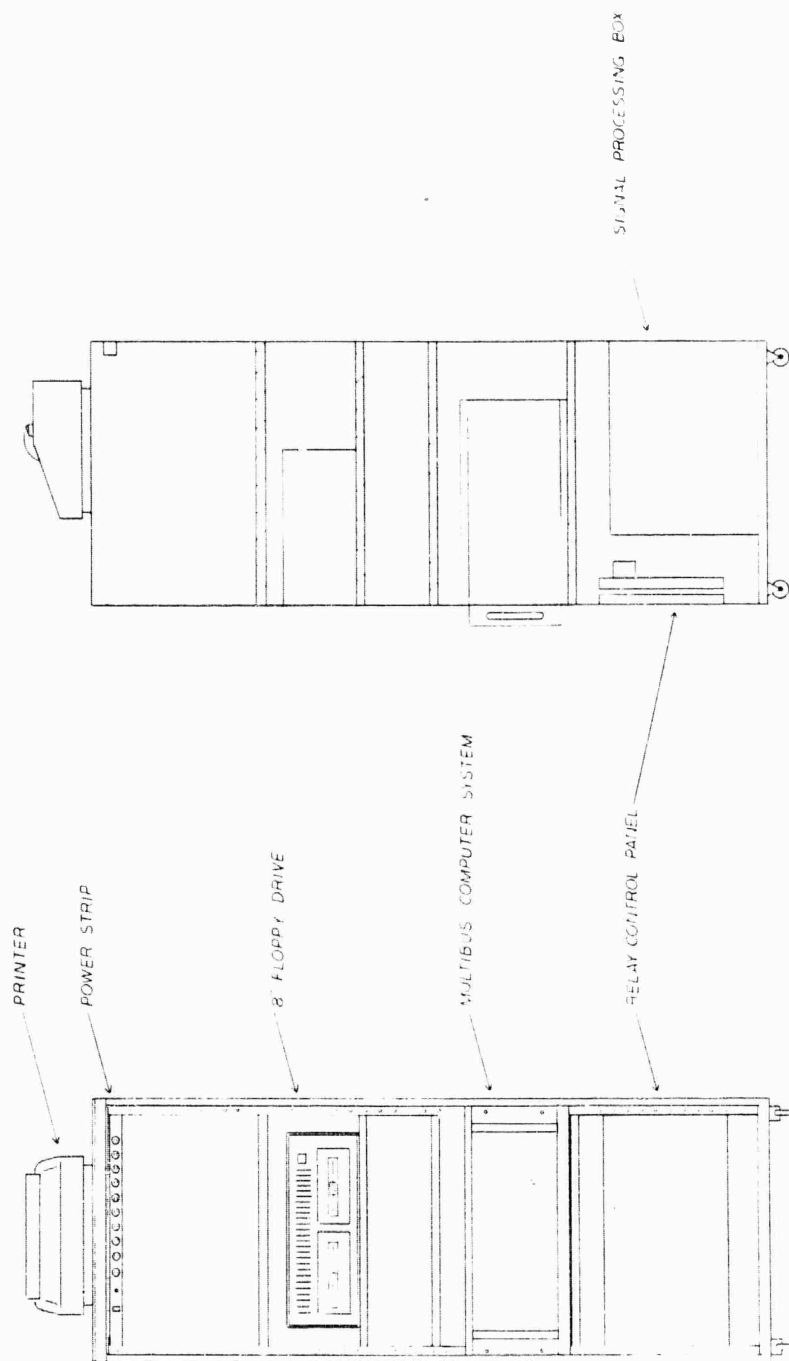 PRINTER
POWER STRIP
8" FLOPPY DRIVE
MULTIBUS COMPUTER SYSTEM
RELAY CONTROL PANEL
SIGNAL PROCESSING BOX